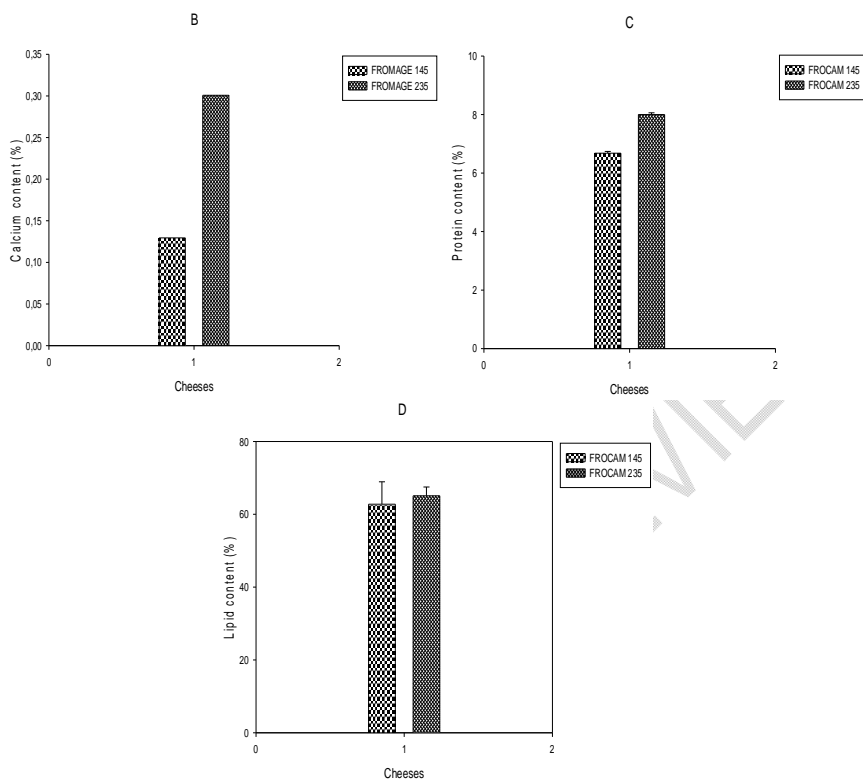 B
0,35
0,30
0,25
0,20
0,15
0,10
0,05
0,00
Calcium content (%)
0 1 2
Cheeses
FROMAGE 145
FROMAGE 235
C
10
8
6
4
2
0
Protein content (%)
0 1 2
Cheeses
FROCAM 145
FROCAM 235
D
80
60
40
20
0
Lipid content (%)
0 1 2
Cheeses
FROCAM 145
FROCAM 235